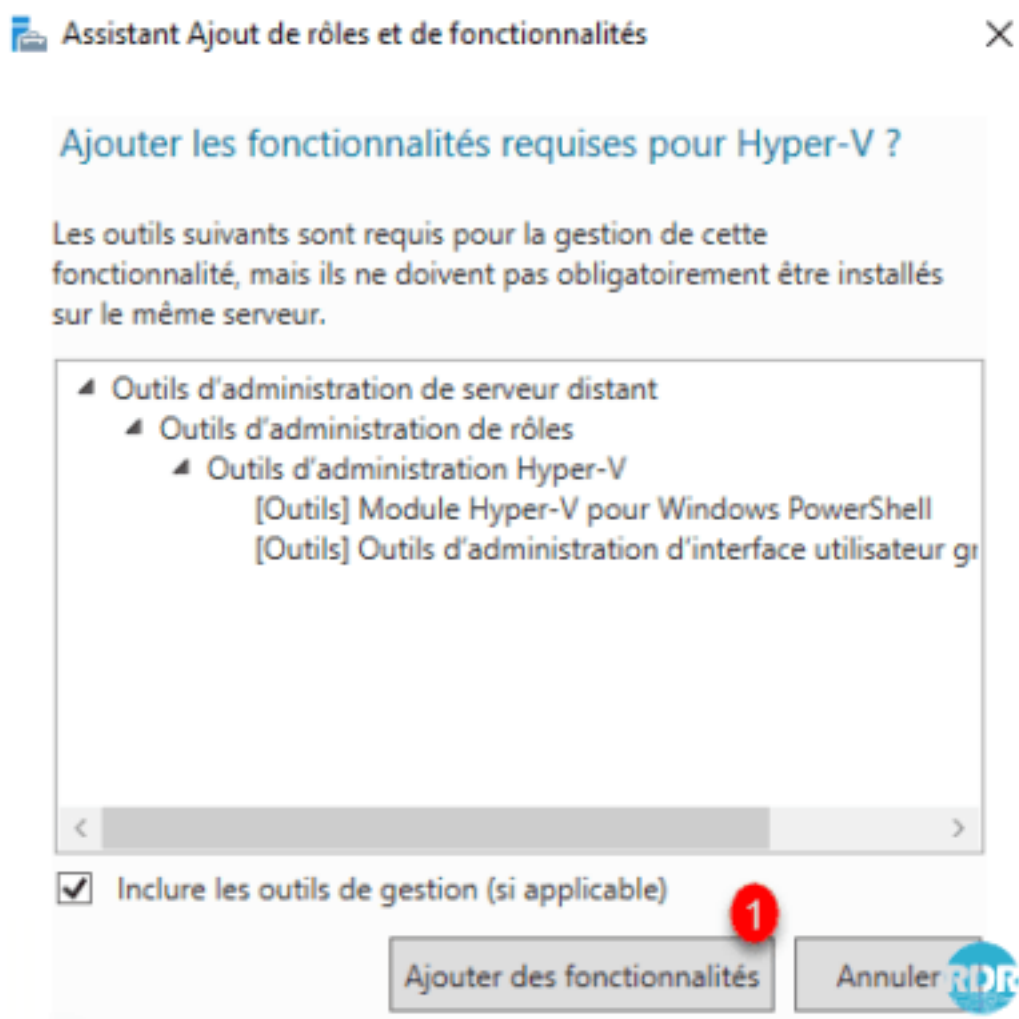 Assistant Ajout de rôles et de fonctionnalités
Ajouter les fonctionnalités requises pour Hyper-V ?
Les outils suivants sont requis pour la gestion de cette
fonctionnalité, mais ils ne doivent pas obligatoirement être installés
sur le même serveur.
Outils d'administration de serveur distant
Outils d'administration de rôles
Outils d'administration Hyper-V
[Outils] Module Hyper-V pour Windows PowerShell
[Outils] Outils d'administration d'interface utilisateur gr
Inclure les outils de gestion (si applicable)
1
Ajouter des fonctionnalités
Annuler
RDR